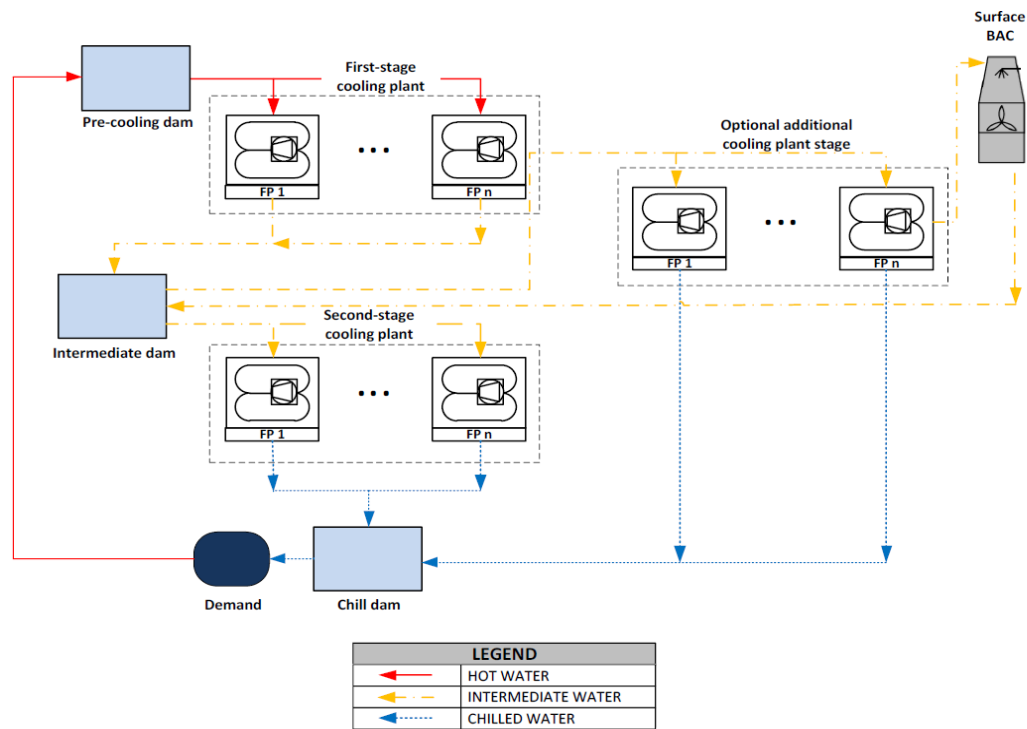 Surface
BAC
First-stage
cooling plant
Pre-cooling dam
Optional additional
cooling plant stage
FP 1
FP n
FP 1
FP n
Second-stage
cooling plant
Intermediate dam
FP 1
FP n
Demand
Chill dam
LEGEND
HOT WATER
INTERMEDIATE WATER
CHILLED WATER